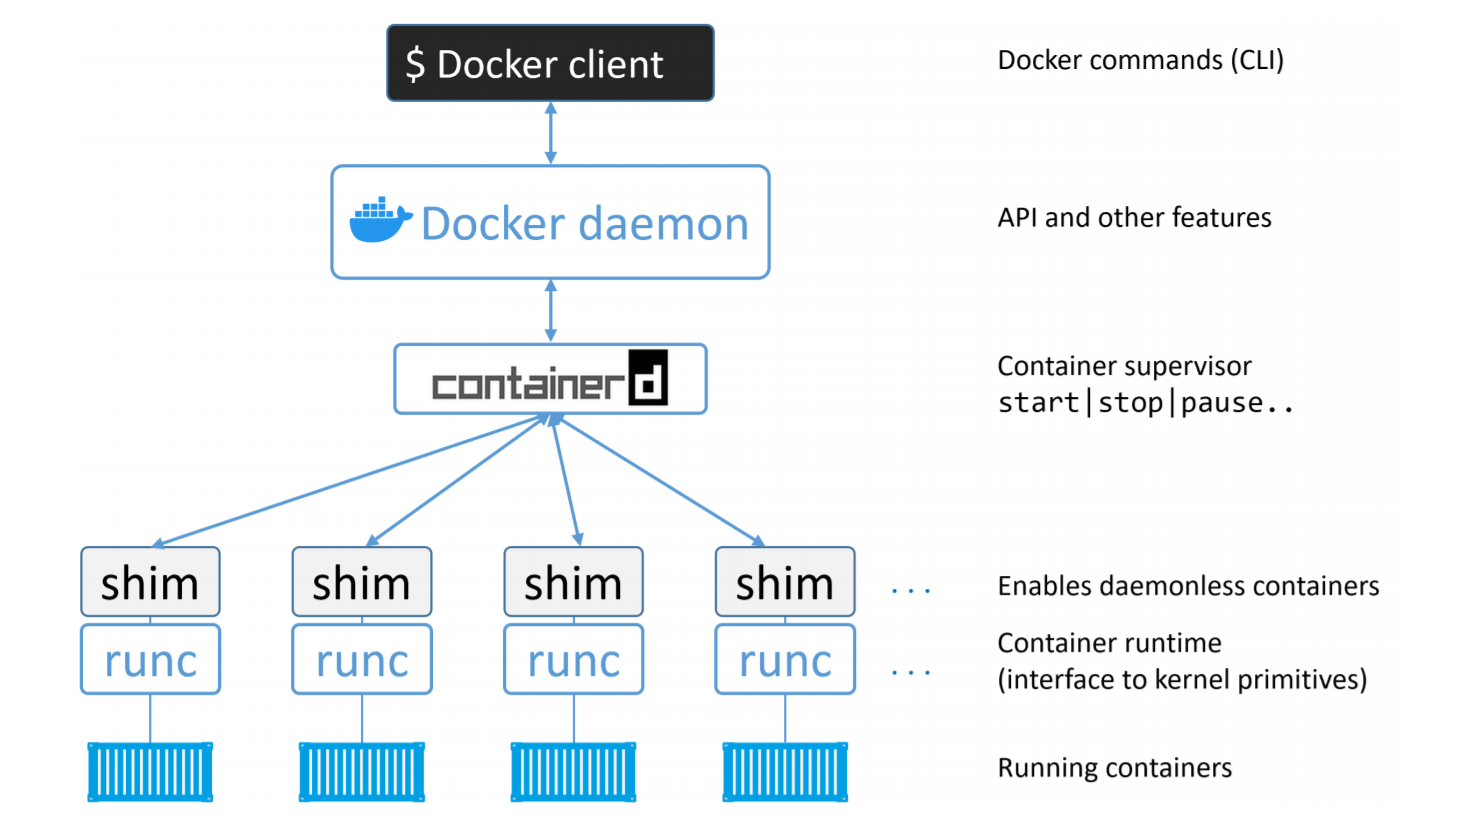 $ Docker client
Docker commands (CLI)
Docker daemon
API and other features
containerd
Container supervisor
start|stop|pause..
shim shim shim shim ...
Enables daemonless containers
runc runc runc runc ...
Container runtime
(interface to kernel primitives)
Running containers